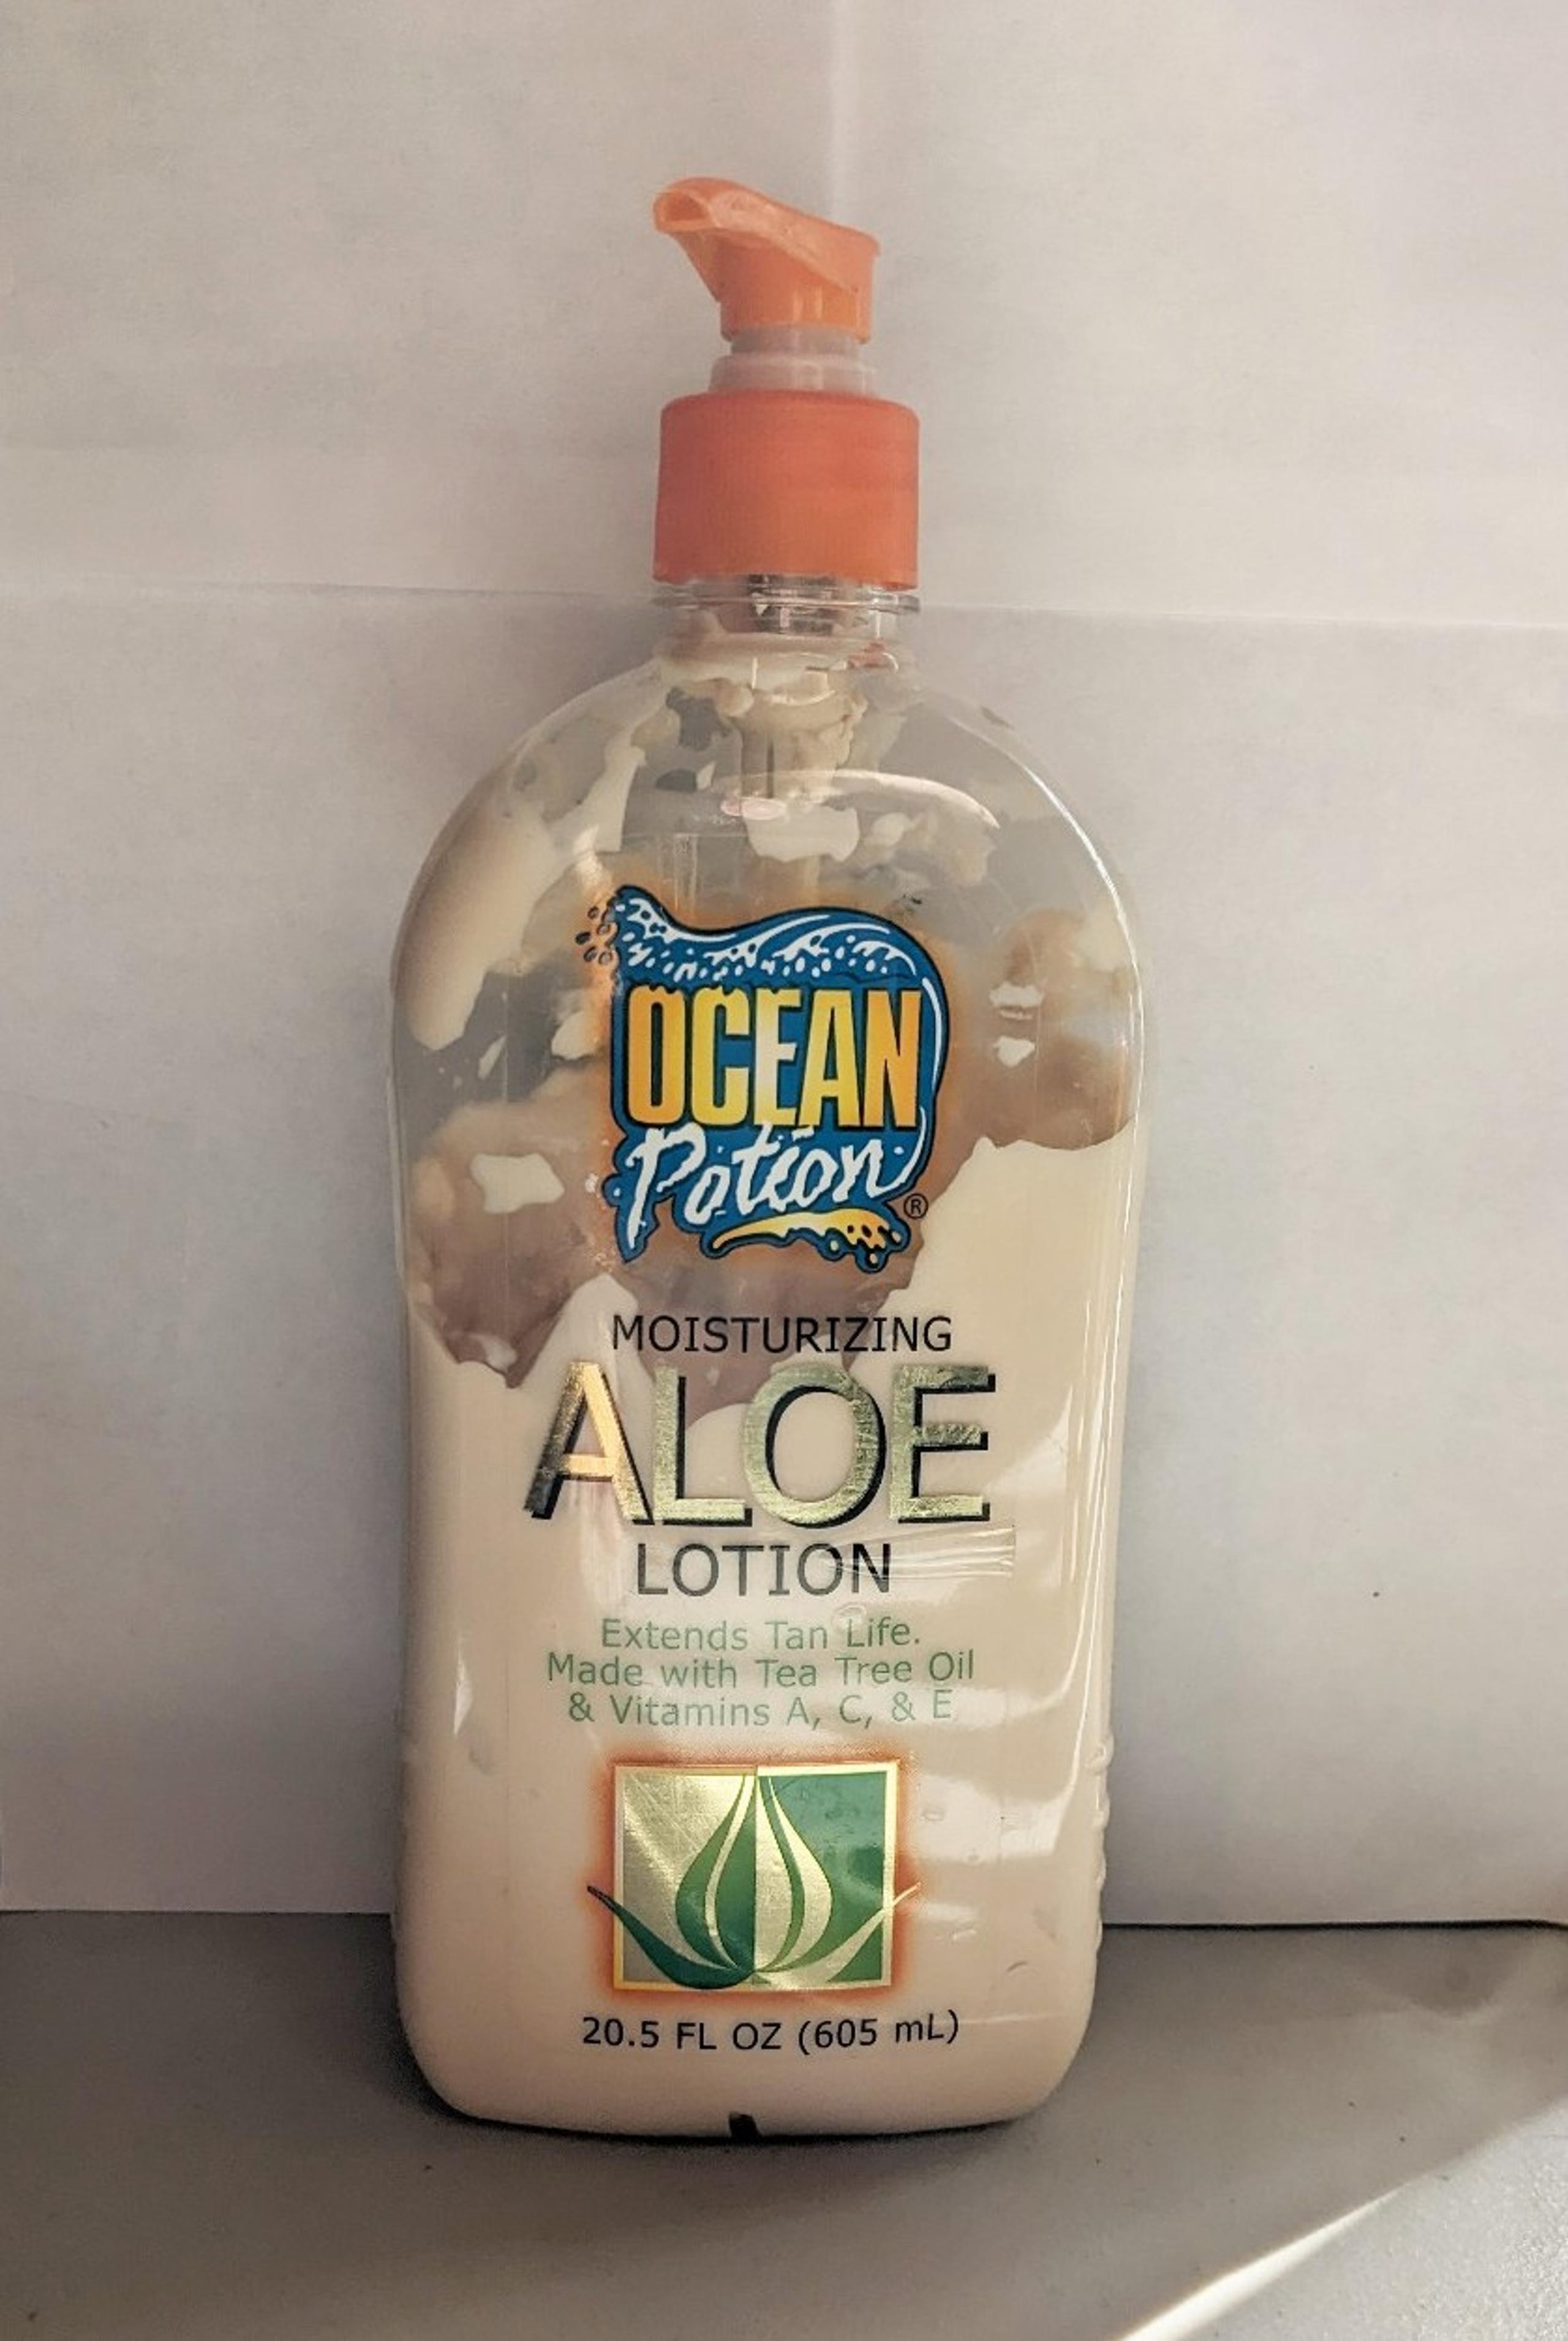 OCEAN
Potion®
MOISTURIZING
ALOE
LOTION
Extends Tan Life.
Made with Tea Tree Oil
& Vitamins A, C, & E
20.5 FL OZ (605 mL)